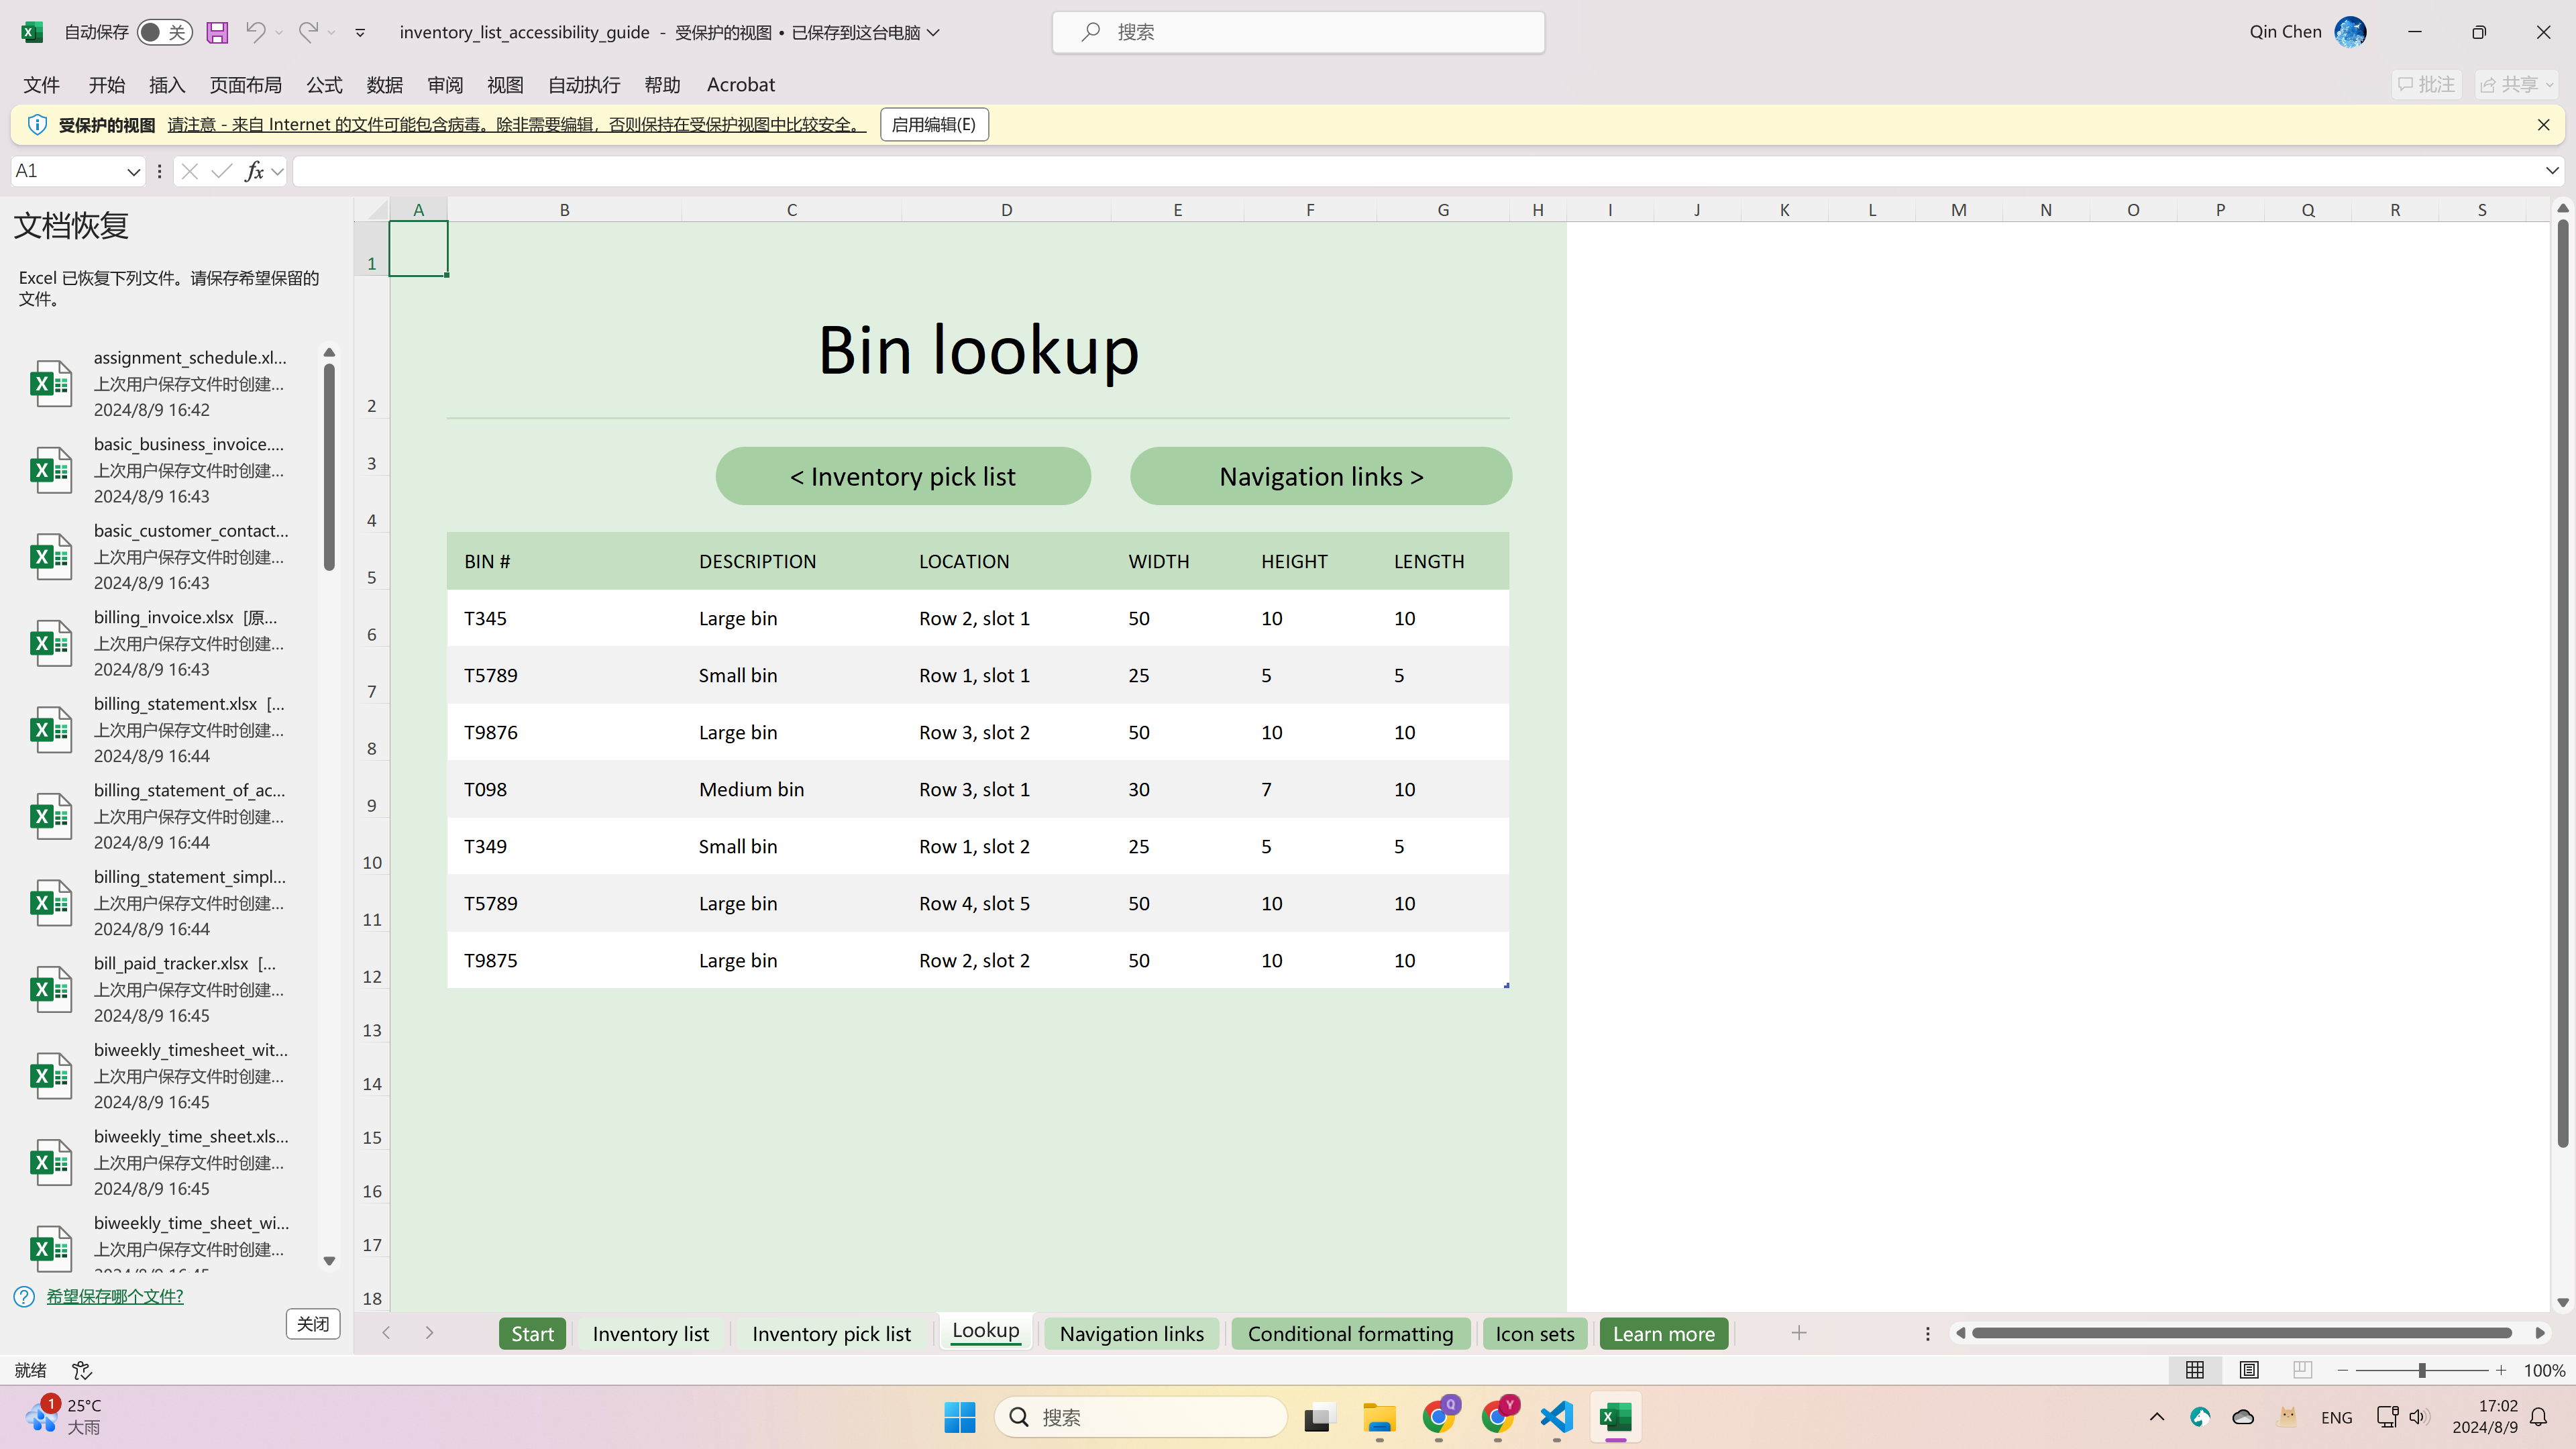 自动保存 关 inventory_list_accessibility_guide - 受保护的视图 • 已保存到这台电脑 搜索 Qin Chen
文件 开始 插入 页面布局 公式 数据 审阅 视图 自动执行 帮助 Acrobat 批注 共享
受保护的视图 请注意 - 来自 Internet 的文件可能包含病毒。除非需要编辑，否则保持在受保护视图中比较安全。 启用编辑(E)
A1 fx
文档恢复
Excel 已恢复下列文件。请保存希望保留的
文件。
assignment_schedule.xl...
上次用户保存文件时创建...
2024/8/9 16:42
basic_business_invoice....
上次用户保存文件时创建...
2024/8/9 16:43
basic_customer_contact...
上次用户保存文件时创建...
2024/8/9 16:43
billing_invoice.xlsx [原...
上次用户保存文件时创建...
2024/8/9 16:43
billing_statement.xlsx [...
上次用户保存文件时创建...
2024/8/9 16:44
billing_statement_of_ac...
上次用户保存文件时创建...
2024/8/9 16:44
billing_statement_simpl...
上次用户保存文件时创建...
2024/8/9 16:44
bill_paid_tracker.xlsx [...
上次用户保存文件时创建...
2024/8/9 16:45
biweekly_timesheet_wit...
上次用户保存文件时创建...
2024/8/9 16:45
biweekly_time_sheet.xls...
上次用户保存文件时创建...
2024/8/9 16:45
biweekly_time_sheet_wi...
上次用户保存文件时创建...
希望保存哪个文件?
关闭
A B C D E F G H I J K L M N O P Q R S
1
2 Bin lookup
3 < Inventory pick list Navigation links >
4
5 BIN # DESCRIPTION LOCATION WIDTH HEIGHT LENGTH
6 T345 Large bin Row 2, slot 1 50 10 10
7 T5789 Small bin Row 1, slot 1 25 5 5
8 T9876 Large bin Row 3, slot 2 50 10 10
9 T098 Medium bin Row 3, slot 1 30 7 10
10 T349 Small bin Row 1, slot 2 25 5 5
11 T5789 Large bin Row 4, slot 5 50 10 10
12 T9875 Large bin Row 2, slot 2 50 10 10
13
14
15
16
17
18
Start Inventory list Inventory pick list Lookup Navigation links Conditional formatting Icon sets Learn more
就绪 100%
1 25°C
大雨
搜索 Q Y ENG
17:02
2024/8/9